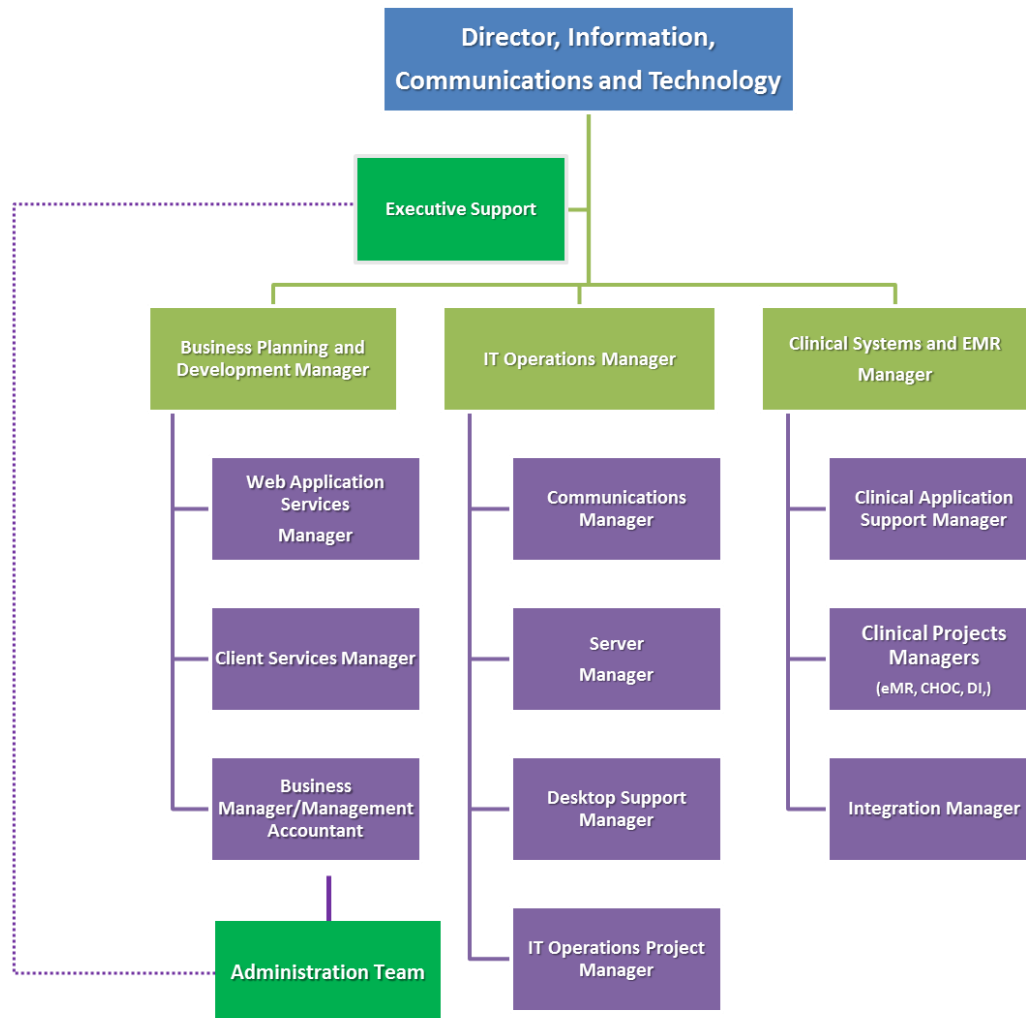 Director, Information,
Communications and Technology
Executive Support
Business Planning and
Development Manager
IT Operations Manager
Clinical Systems and EMR
Manager
Web Application
Services
Manager
Communications
Manager
Clinical Application
Support Manager
Client Services Manager
Server
Manager
Clinical Projects
Managers
(eMR, CHOC, DI,)
Business
Manager/Management
Accountant
Desktop Support
Manager
Integration Manager
Administration Team
IT Operations Project
Manager